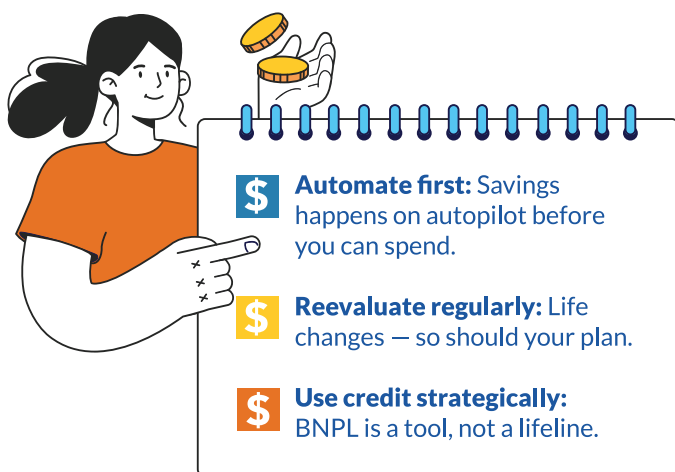 $ Automate first: Savings
happens on autopilot before
you can spend.
$ Reevaluate regularly: Life
changes — so should your plan.
$ Use credit strategically:
BNPL is a tool, not a lifeline.